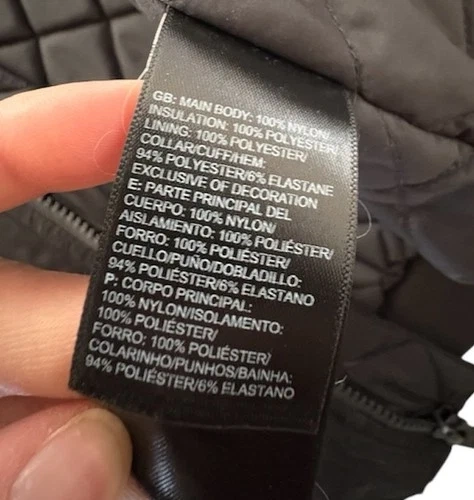 GB: MAIN BODY: 100% NYLON/
INSULATION: 100% POLYESTER/
LINING: 100% POLYESTER/
COLLAR/CUFF/HEM:
94% POLYESTER/6% ELASTANE
EXCLUSIVE OF DECORATION
E: PARTE PRINCIPAL DEL
CUERPO: 100% NYLON/
AISLAMIENTO: 100% POLIÉSTER/
FORRO: 100% POLIÉSTER/
CUELLO/PUÑO/DOBLADILLO:
94% POLIÉSTER/6% ELASTANO
P: CORPO PRINCIPAL:
100% NYLON/ISOLAMENTO:
100% POLIÉSTER/
FORRO: 100% POLIÉSTER/
COLARINHO/PUNHOS/BAINHA:
94% POLIÉSTER/6% ELASTANO